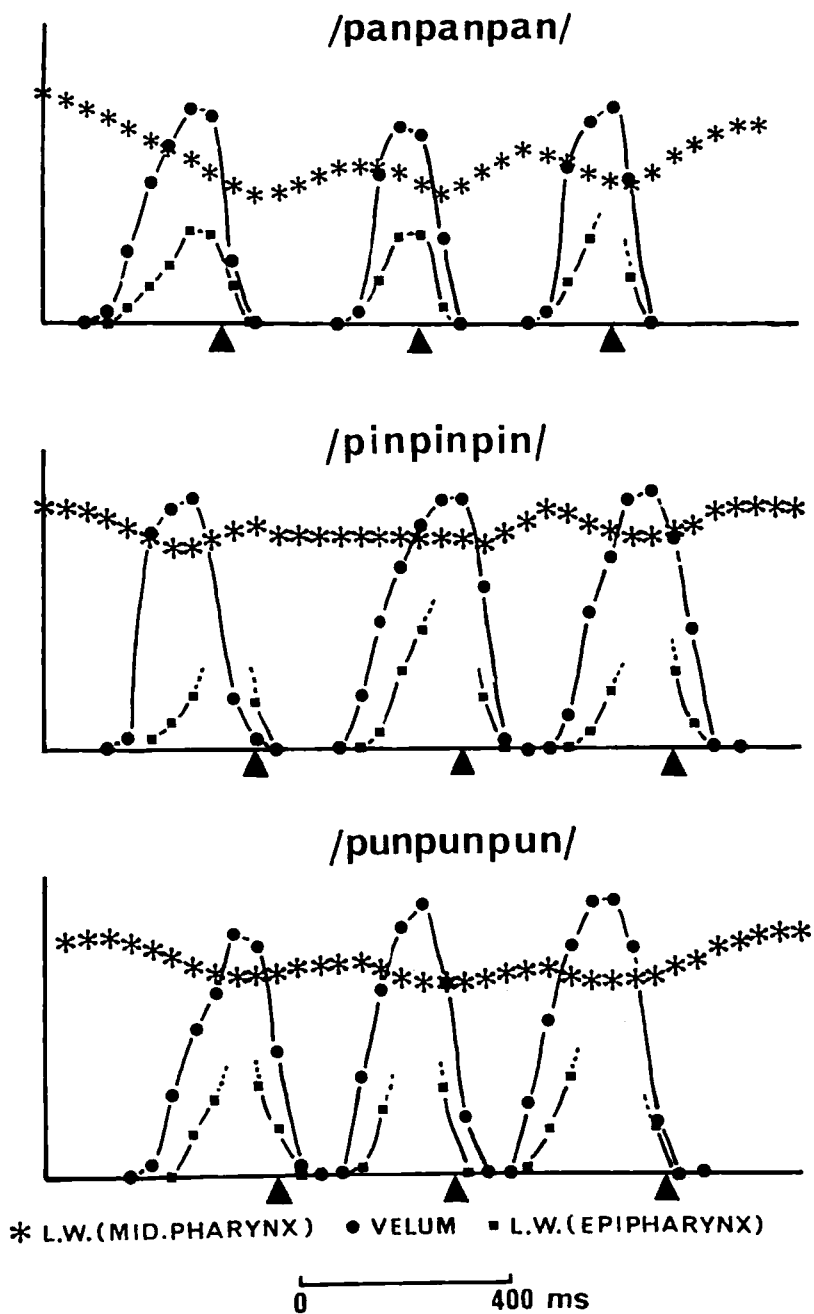 /panpanpan/
/pinpinpin/
/punpunpun/
* L.W.(MID.PHARYNX) ● VELUM ■ L.W.(EPIPHARYNX)
0 400 ms